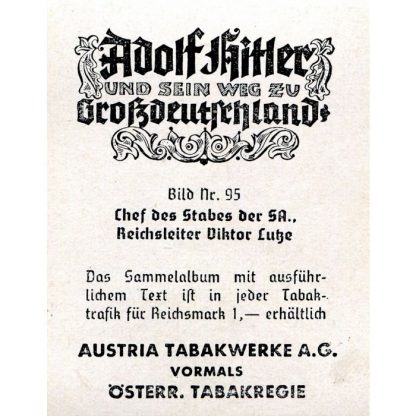 Adolf Hitler
UND SEIN WEG ZU
Großdeutschland
Bild Nr. 95
Chef des Stabes der SA.,
Reichsleiter Viktor Lutze
Das Sammelalbum mit ausführ-
lichem Text ist in jeder Tabak-
trafik für Reichsmark 1,— erhältlich
AUSTRIA TABAKWERKE A.G.
VORMALS
ÖSTERR. TABAKREGIE